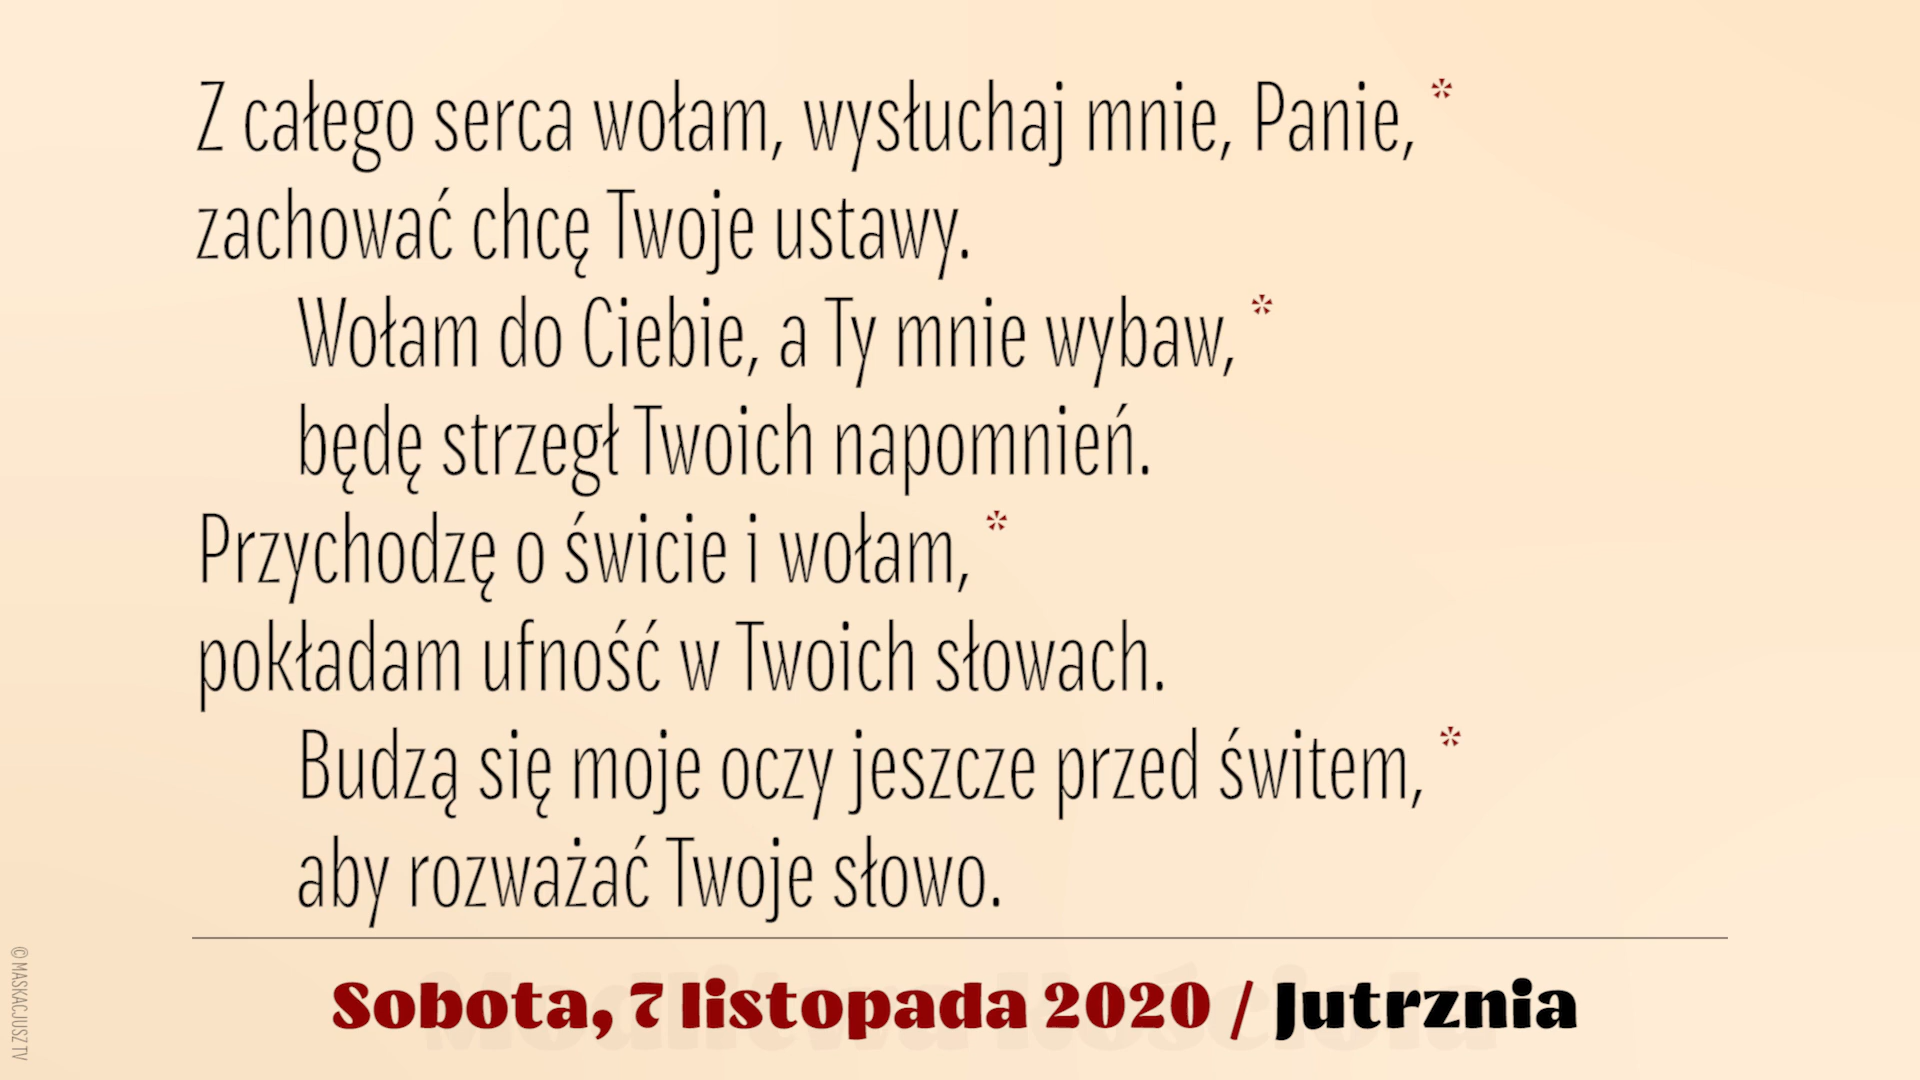 Z całego serca wołam, wysłuchaj mnie, Panie, *
zachować chcę Twoje ustawy.
Wołam do Ciebie, a Ty mnie wybaw, *
będę strzegł Twoich napomnień.
Przychodzę o świcie i wołam, *
pokładam ufność w Twoich słowach.
Budzą się moje oczy jeszcze przed świtem, *
aby rozważać Twoje słowo.
Sobota, 7 listopada 2020 / Jutrznia
© MASKACJUSZ TV